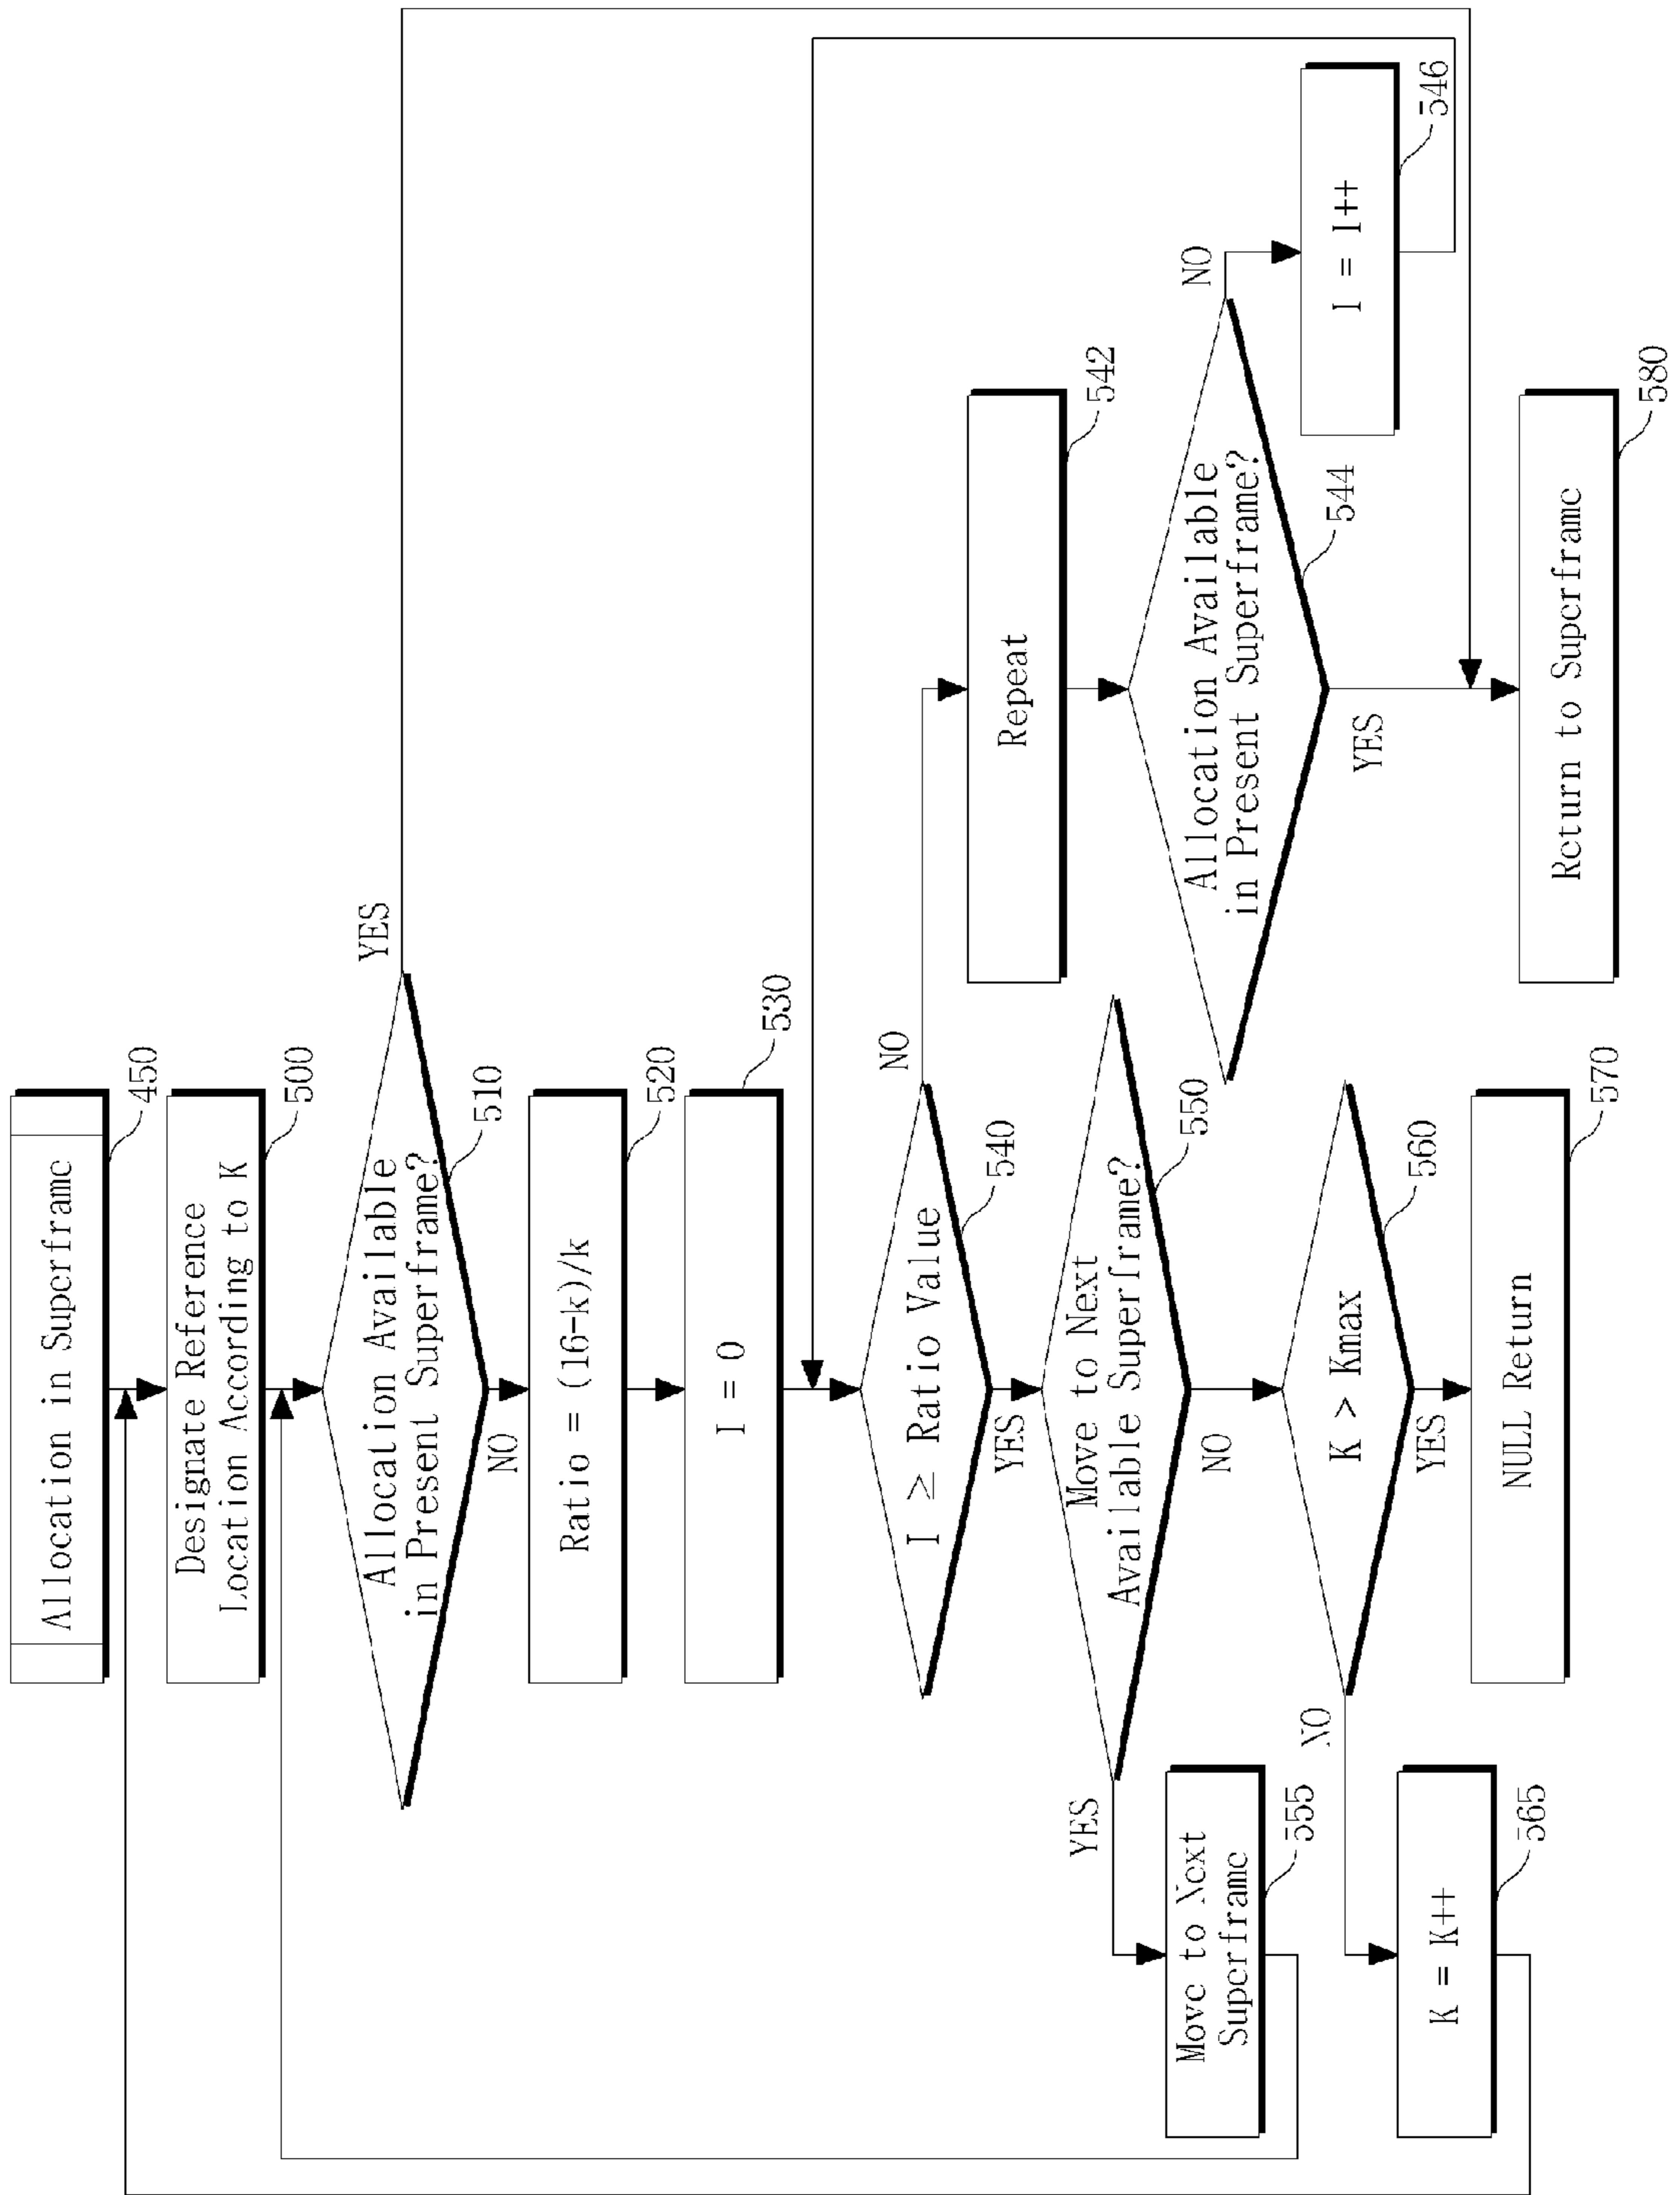 Allocation in Superframe
450
Designate Reference
Location According to K
500
Allocation Available
in Present Superframe?
510
YES
NO
Ratio = (16-k)/k
520
I = 0
530
I ≥ Ratio Value
540
NO
YES
Repeat
542
Allocation Available
in Present Superframe?
544
NO
YES
I = I++
546
Move to Next
Available Superframe?
550
YES
NO
Move to Next
Superframe
555
K > Kmax
560
NO
YES
K = K++
565
NULL Return
570
Return to Superframe
580